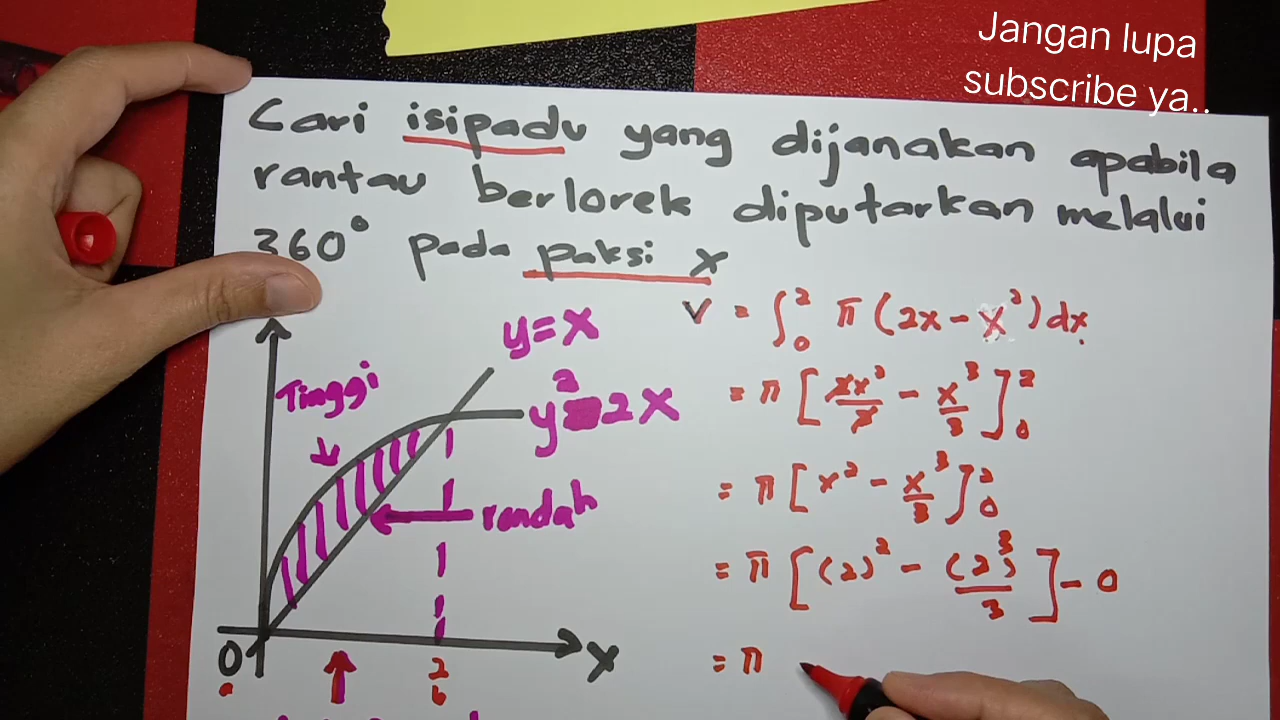 Jangan lupa
subscribe ya..
Cari isipadu yang dijanakan apabila
rantau berlorek diputarkan melalui
360° pada paksi x
y=x
y²=2x
Tinggi
rendah
0
2
b
x
a
V = ∫₀² π(2x - x²)dx
= π[2x²/2 - x³/3]₀²
= π[x² - x³/3]₀²
= π[(2)² - (2)³/3] - 0
= π